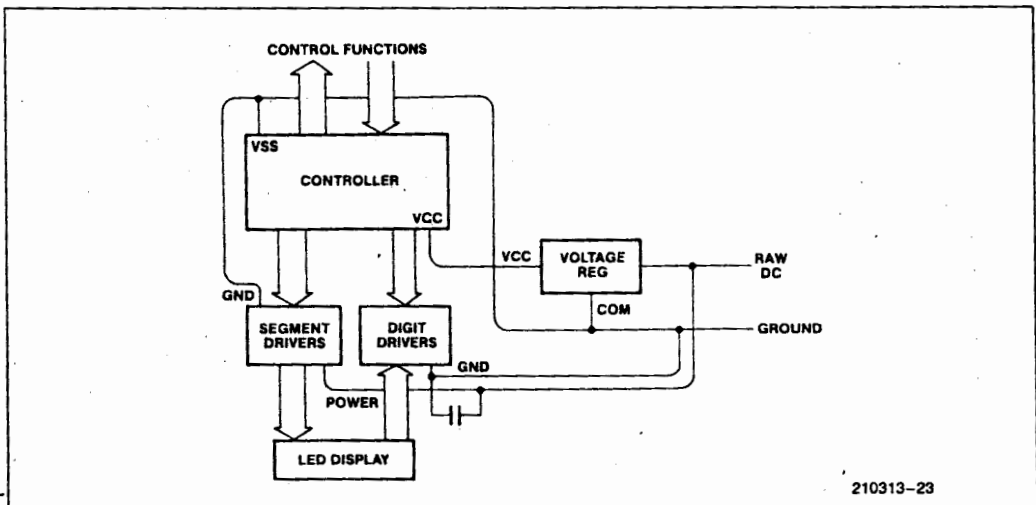 CONTROL FUNCTIONS
VSS
CONTROLLER
VCC
VCC
VOLTAGE
REG
RAW
DC
COM
GND
GROUND
SEGMENT
DRIVERS
DIGIT
DRIVERS
GND
POWER
LED DISPLAY
210313-23